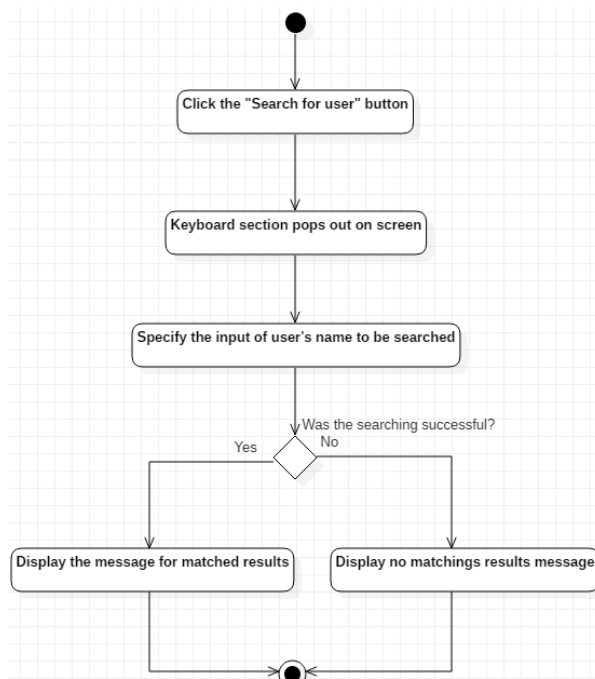 Click the "Search for user" button
Keyboard section pops out on screen
Specify the input of user's name to be searched
Was the searching successful?
Yes
No
Display the message for matched results
Display no matchings results message